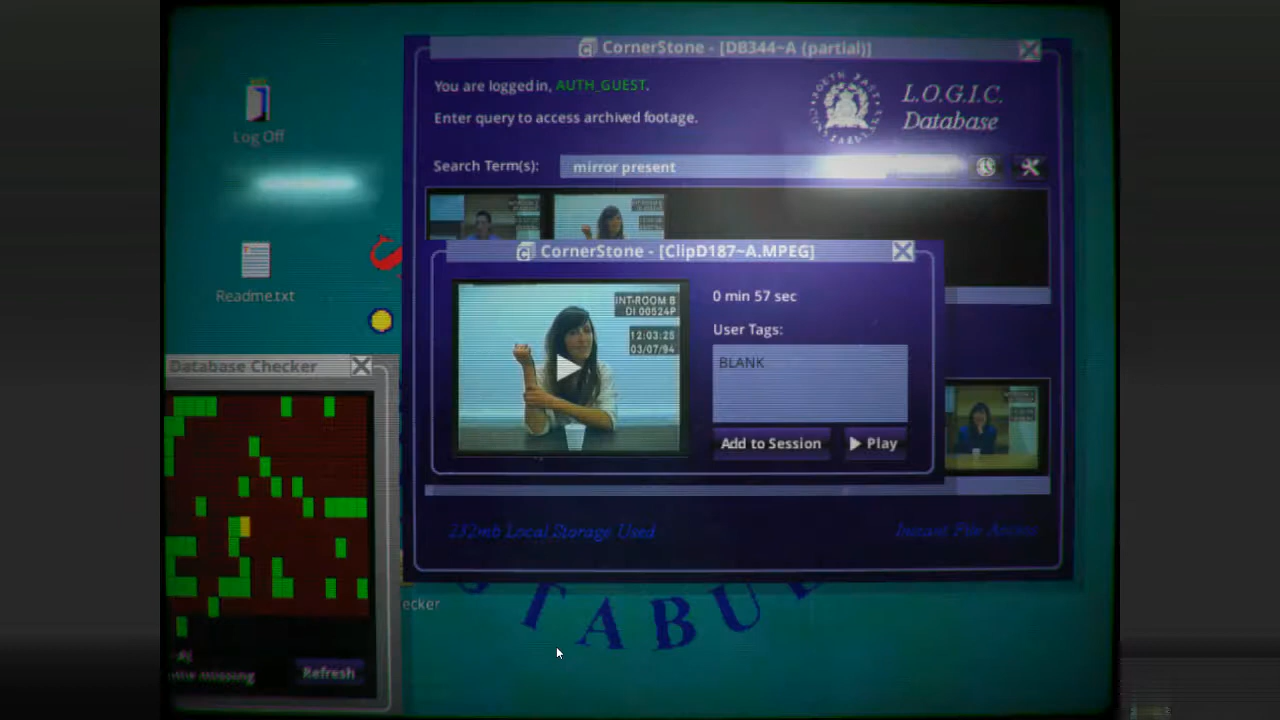 CornerStone - [DB344~A (partial)]
You are logged in, AUTH_GUEST.
Enter query to access archived footage.
L.O.G.I.C.
Database
Log Off
Search Term(s):
mirror present
CornerStone - [ClipD187~A.MPEG]
Readme.txt
INT-ROOM B
DI 00524P
12:03:25
03/07/94
0 min 57 sec
User Tags:
BLANK
Add to Session
Play
Database Checker
232mb Local Storage Used
Instant File Access
ecker
TABUL
missing
Refresh